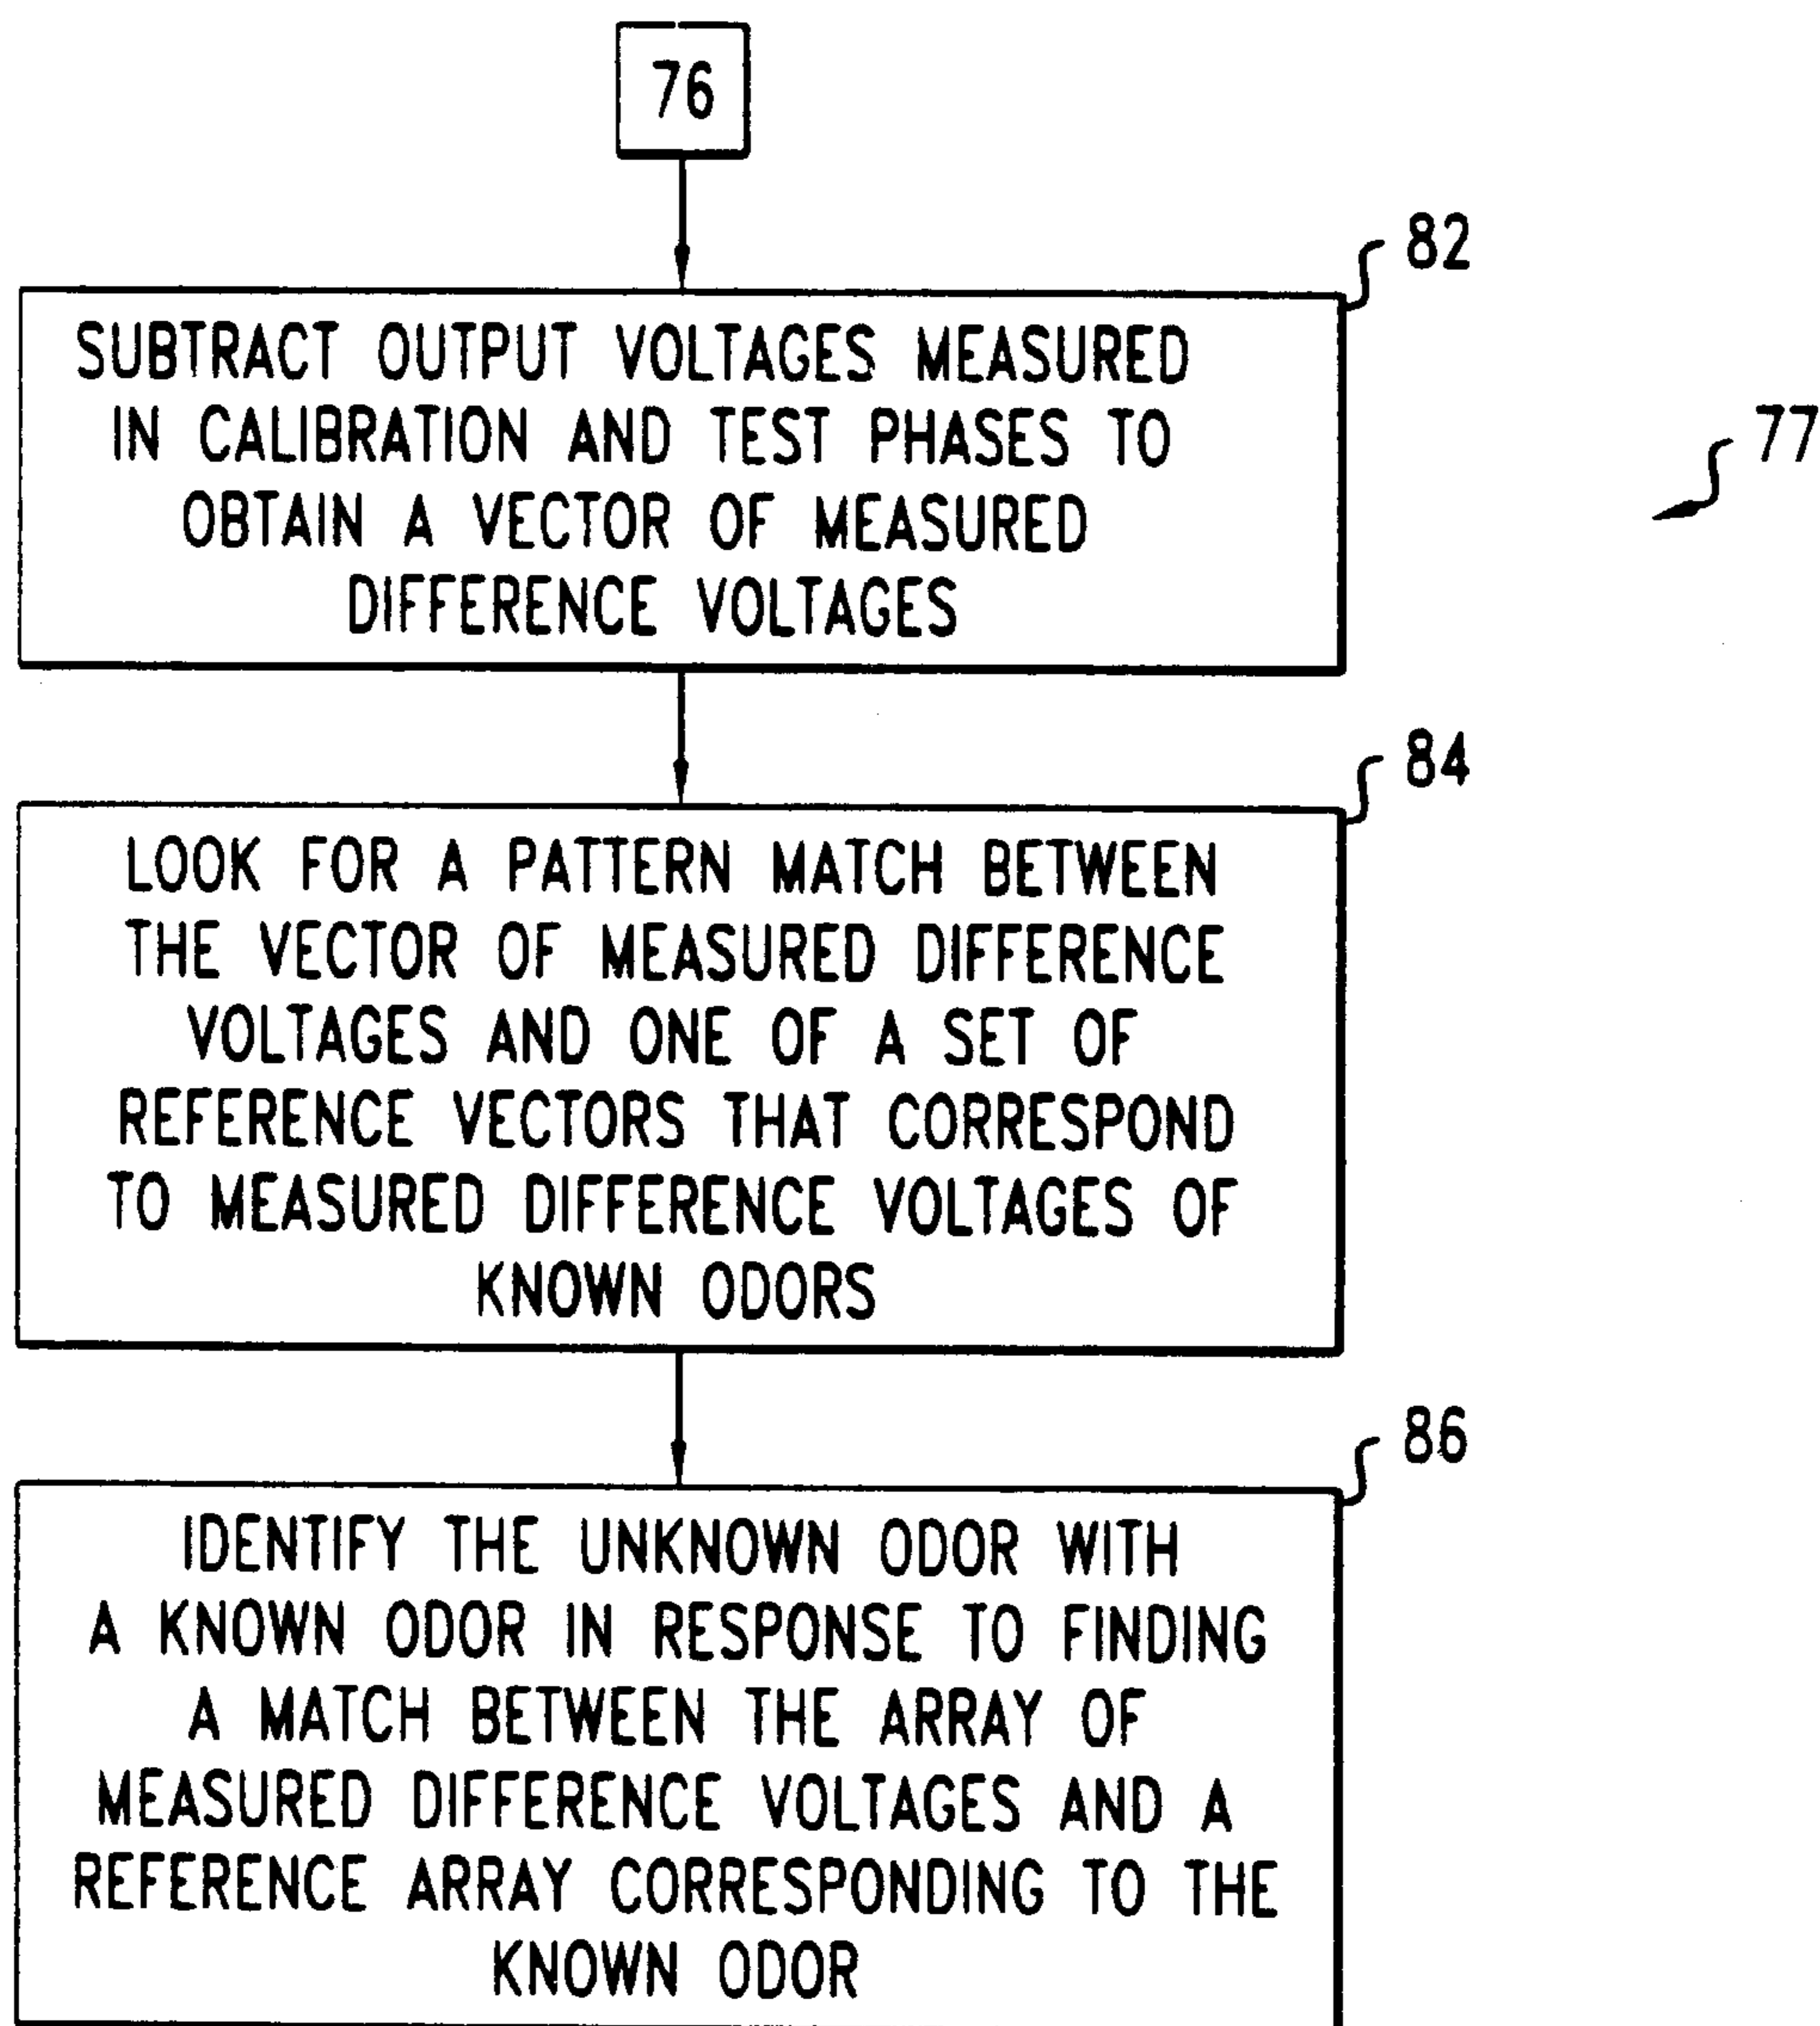 76
82
SUBTRACT OUTPUT VOLTAGES MEASURED
IN CALIBRATION AND TEST PHASES TO
OBTAIN A VECTOR OF MEASURED
DIFFERENCE VOLTAGES
77
84
LOOK FOR A PATTERN MATCH BETWEEN
THE VECTOR OF MEASURED DIFFERENCE
VOLTAGES AND ONE OF A SET OF
REFERENCE VECTORS THAT CORRESPOND
TO MEASURED DIFFERENCE VOLTAGES OF
KNOWN ODORS
86
IDENTIFY THE UNKNOWN ODOR WITH
A KNOWN ODOR IN RESPONSE TO FINDING
A MATCH BETWEEN THE ARRAY OF
MEASURED DIFFERENCE VOLTAGES AND A
REFERENCE ARRAY CORRESPONDING TO THE
KNOWN ODOR